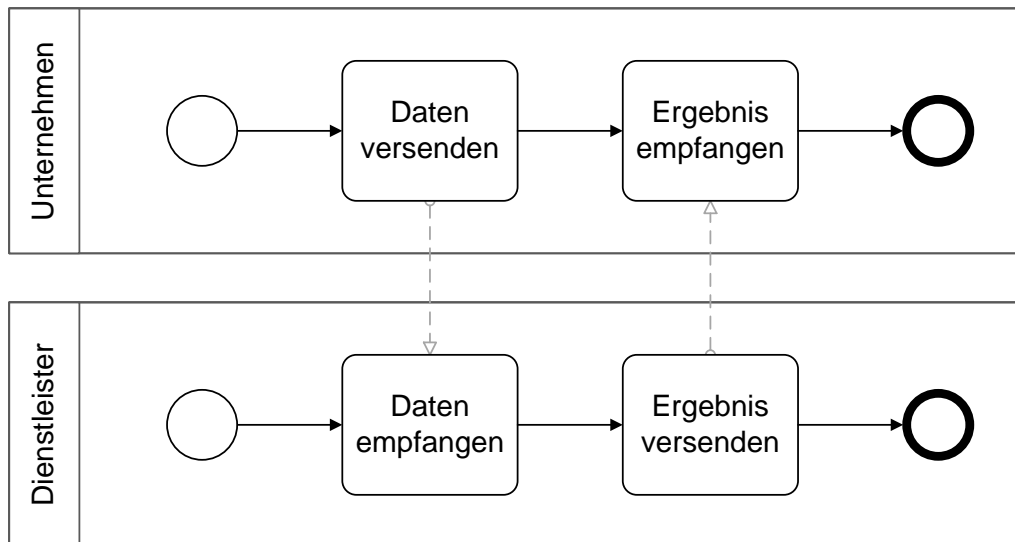 Unternehmen
Daten
versenden
Ergebnis
empfangen
Dienstleister
Daten
empfangen
Ergebnis
versenden